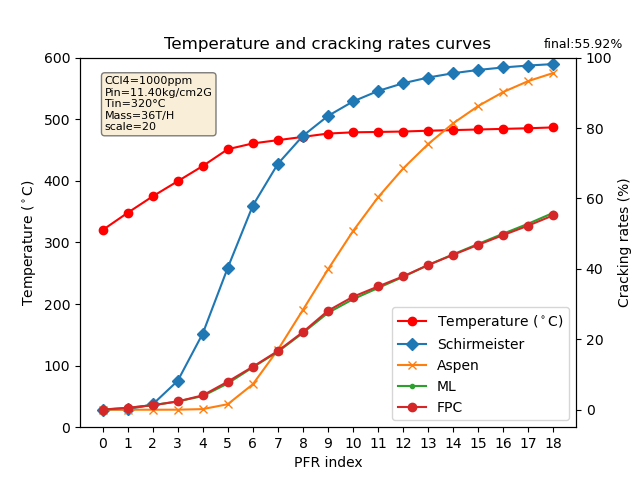 Temperature and cracking rates curves
final:55.92%
CCl4=1000ppm
Pin=11.40kg/cm2G
Tin=320°C
Mass=36T/H
scale=20
Temperature (°C)
600
500
400
300
200
100
0
Cracking rates (%)
100
80
60
40
20
0
Temperature (°C)
Schirmeister
Aspen
ML
FPC
0 1 2 3 4 5 6 7 8 9 10 11 12 13 14 15 16 17 18
PFR index